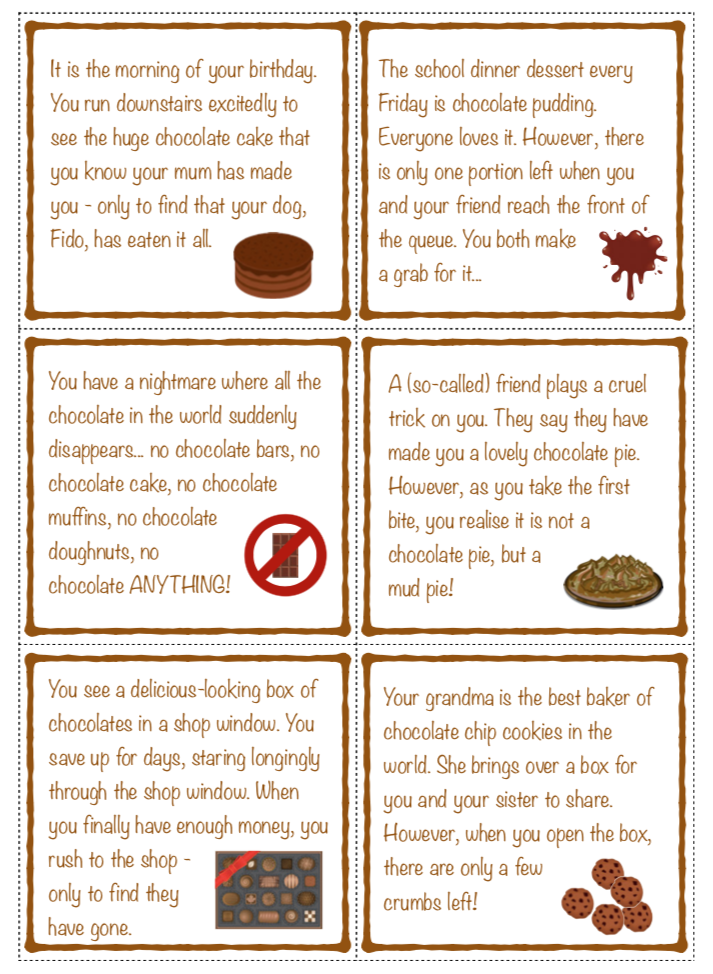 It is the morning of your birthday.
You run downstairs excitedly to
see the huge chocolate cake that
you know your mum has made
you - only to find that your dog,
Fido, has eaten it all.
The school dinner dessert every
Friday is chocolate pudding.
Everyone loves it. However, there
is only one portion left when you
and your friend reach the front of
the queue. You both make
a grab for it...
You have a nightmare where all the
chocolate in the world suddenly
disappears... no chocolate bars, no
chocolate cake, no chocolate
muffins, no chocolate
doughnuts, no
chocolate ANYTHING!
A (so-called) friend plays a cruel
trick on you. They say they have
made you a lovely chocolate pie.
However, as you take the first
bite, you realise it is not a
chocolate pie, but a
mud pie!
You see a delicious-looking box of
chocolates in a shop window. You
save up for days, staring longingly
through the shop window. When
you finally have enough money, you
rush to the shop -
only to find they
have gone.
Your grandma is the best baker of
chocolate chip cookies in the
world. She brings over a box for
you and your sister to share.
However, when you open the box,
there are only a few
crumbs left!